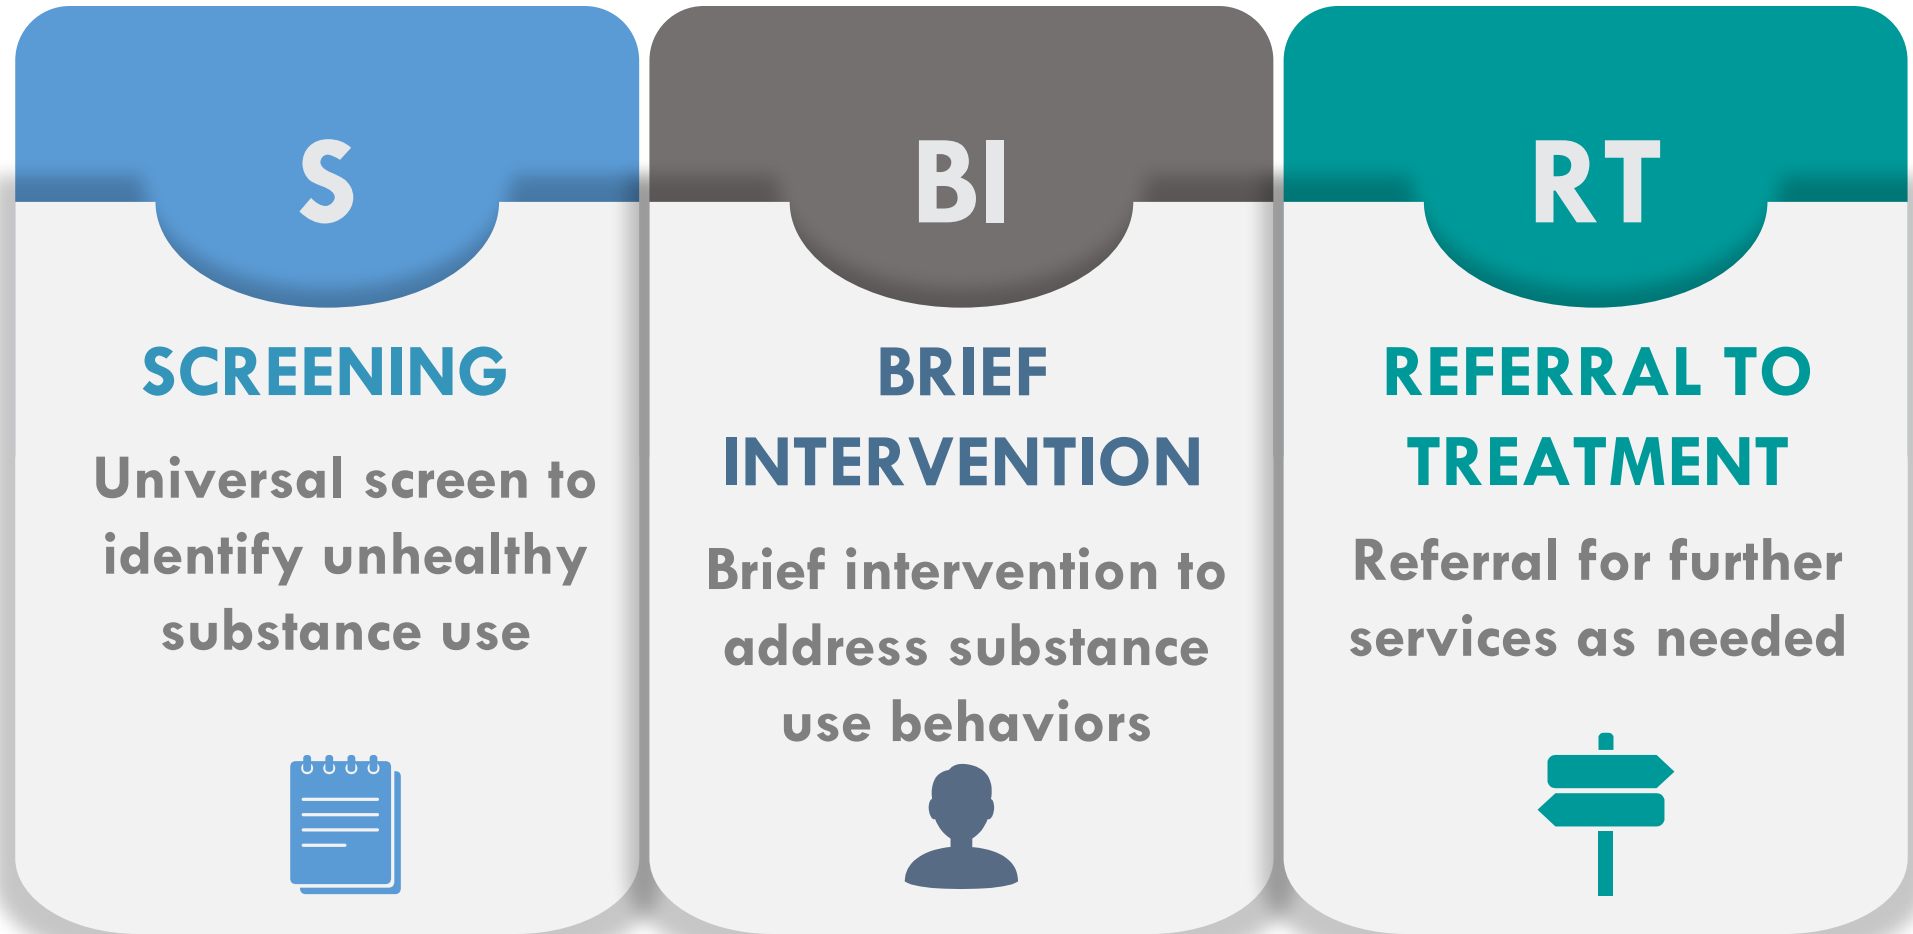 S
SCREENING
Universal screen to
identify unhealthy
substance use
BI
BRIEF
INTERVENTION
Brief intervention to
address substance
use behaviors
RT
REFERRAL TO
TREATMENT
Referral for further
services as needed